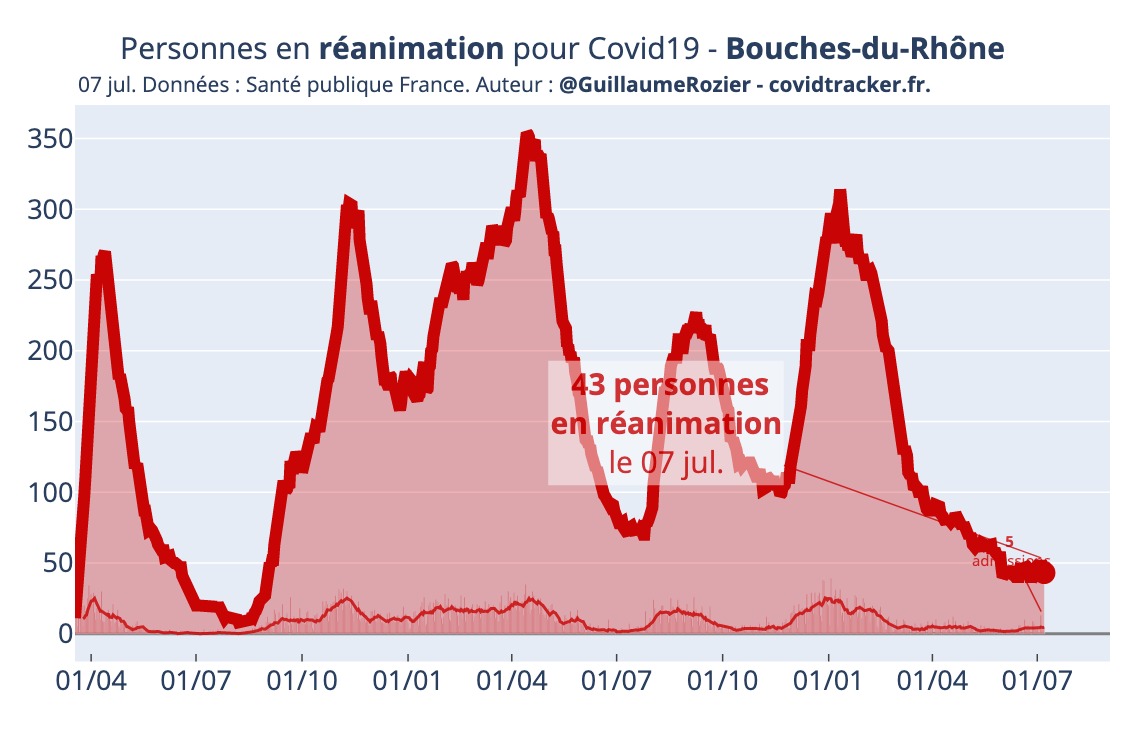 Personnes en réanimation pour Covid19 - Bouches-du-Rhône
07 jul. Données : Santé publique France. Auteur : @GuillaumeRozier - covidtracker.fr.
350
300
250
200
150
100
50
0
43 personnes
en réanimation
le 07 jul.
5
admissions
01/04 01/07 01/10 01/01 01/04 01/07 01/10 01/01 01/04 01/07